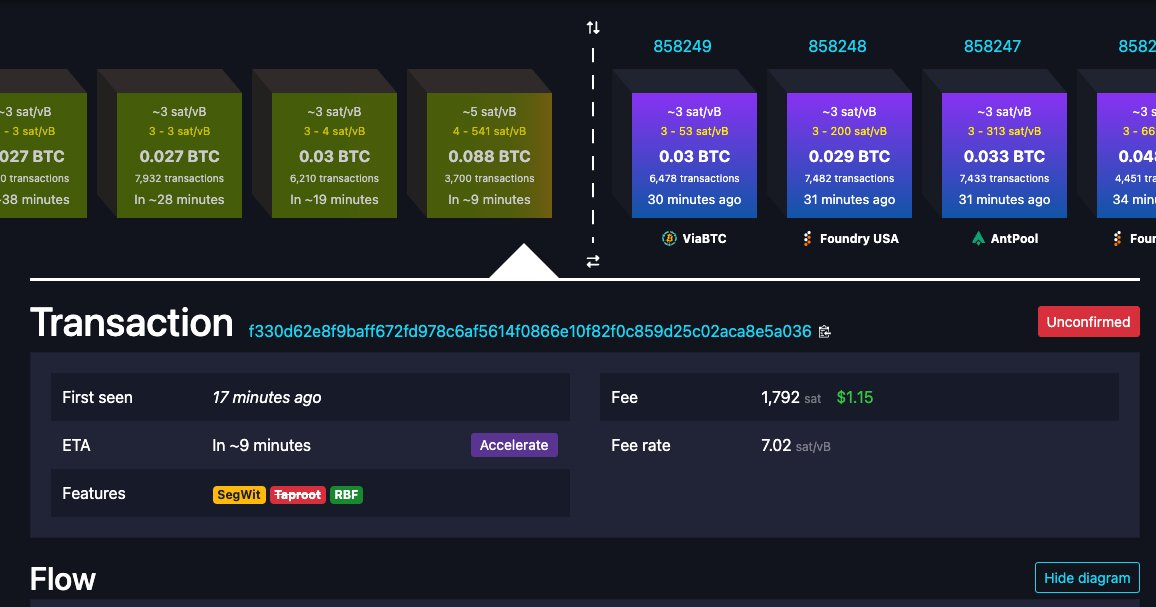 858249 858248 858247 8582
~3 sat/vB ~3 sat/vB ~3 sat/vB ~5 sat/vB ~3 sat/vB ~3 sat/vB ~3 sat/vB ~3 s
- 3 sat/vB 3 - 3 sat/vB 3 - 4 sat/vB 4 - 541 sat/vB 3 - 53 sat/vB 3 - 200 sat/vB 3 - 313 sat/vB 3 - 66
027 BTC 0.027 BTC 0.03 BTC 0.088 BTC 0.03 BTC 0.029 BTC 0.033 BTC 0.04
0 transactions 7,932 transactions 6,210 transactions 3,700 transactions 6,478 transactions 7,482 transactions 7,433 transactions 4,451 tra
~38 minutes In ~28 minutes In ~19 minutes In ~9 minutes 30 minutes ago 31 minutes ago 31 minutes ago 34 min
ViaBTC Foundry USA AntPool Foun
Transaction f330d62e8f9baff672fd978c6af5614f0866e10f82f0c859d25c02aca8e5a036 Unconfirmed
First seen 17 minutes ago Fee 1,792 sat $1.15
ETA In ~9 minutes Accelerate Fee rate 7.02 sat/vB
Features SegWit Taproot RBF
Flow Hide diagram